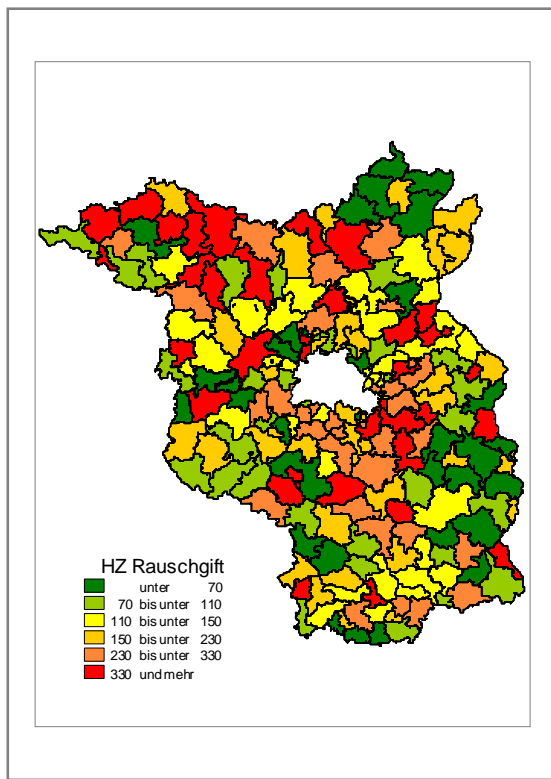 HZ Rauschgift
unter 70
70 bis unter 110
110 bis unter 150
150 bis unter 230
230 bis unter 330
330 und mehr